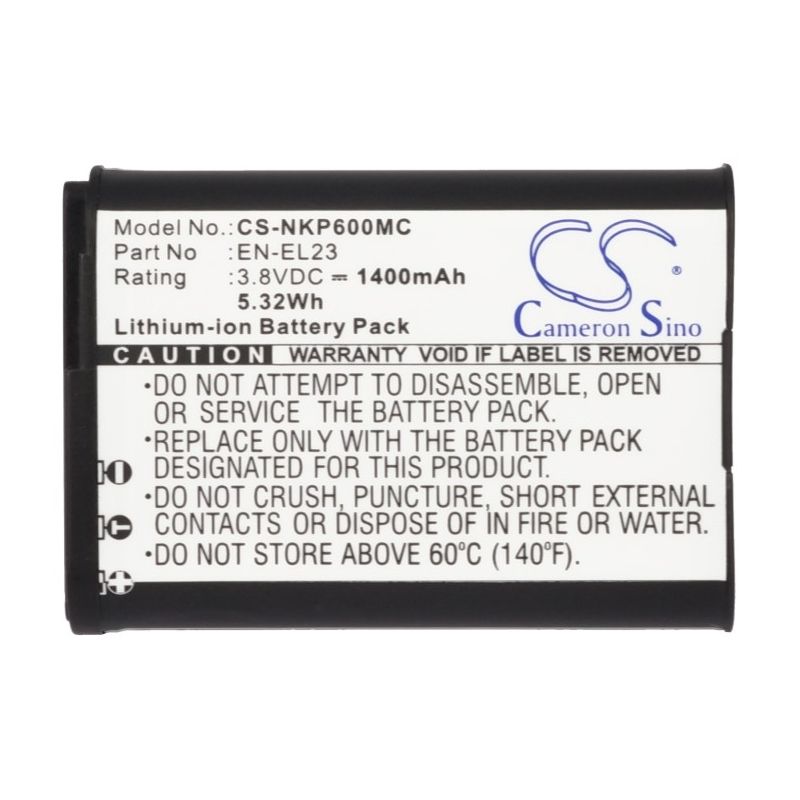 Model No.: CS-NKP600MC
Part No : EN-EL23
Rating : 3.8VDC ⎓ 1400mAh
5.32Wh
Lithium-ion Battery Pack
CS ®
Cameron Sino
CAUTION WARRANTY VOID IF LABEL IS REMOVED
•DO NOT ATTEMPT TO DISASSEMBLE, OPEN
OR SERVICE THE BATTERY PACK.
•REPLACE ONLY WITH THE BATTERY PACK
DESIGNATED FOR THIS PRODUCT.
•DO NOT CRUSH, PUNCTURE, SHORT EXTERNAL
CONTACTS OR DISPOSE OF IN FIRE OR WATER.
•DO NOT STORE ABOVE 60°C (140°F).
–
T
+